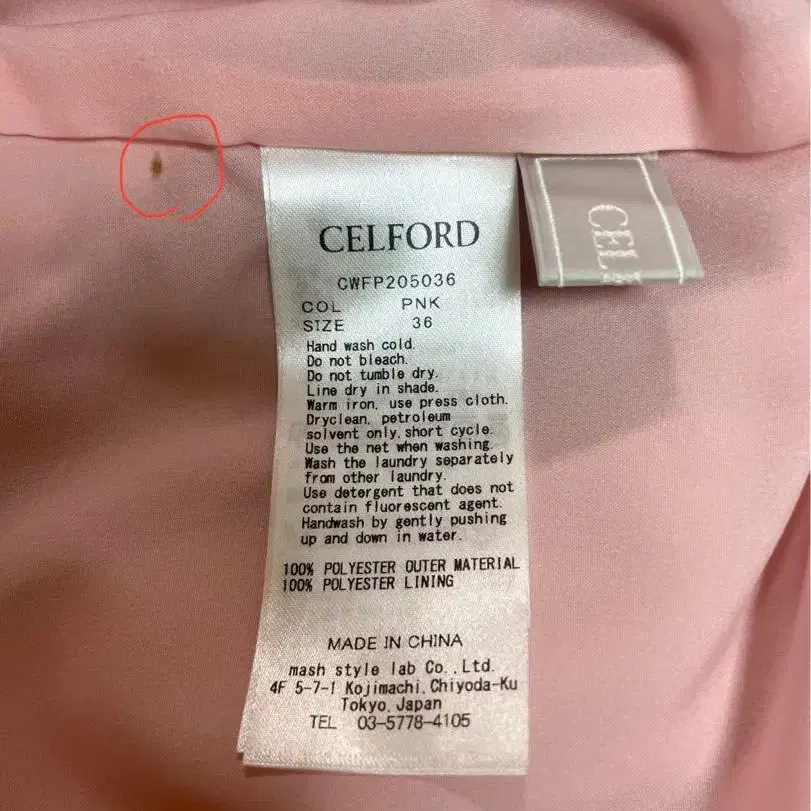 CELFORD
CWFP205036
COL PNK
SIZE 36
Hand wash cold.
Do not bleach.
Do not tumble dry.
Line dry in shade.
Warm iron, use press cloth.
Dryclean, petroleum
solvent only, short cycle.
Use the net when washing.
Wash the laundry separately
from other laundry.
Use detergent that does not
contain fluorescent agent.
Handwash by gently pushing
up and down in water.
100% POLYESTER OUTER MATERIAL
100% POLYESTER LINING
MADE IN CHINA
mash style lab Co.,Ltd.
4F 5-7-1 Kojimachi, Chiyoda-Ku
Tokyo, Japan
TEL 03-5778-4105
CEL